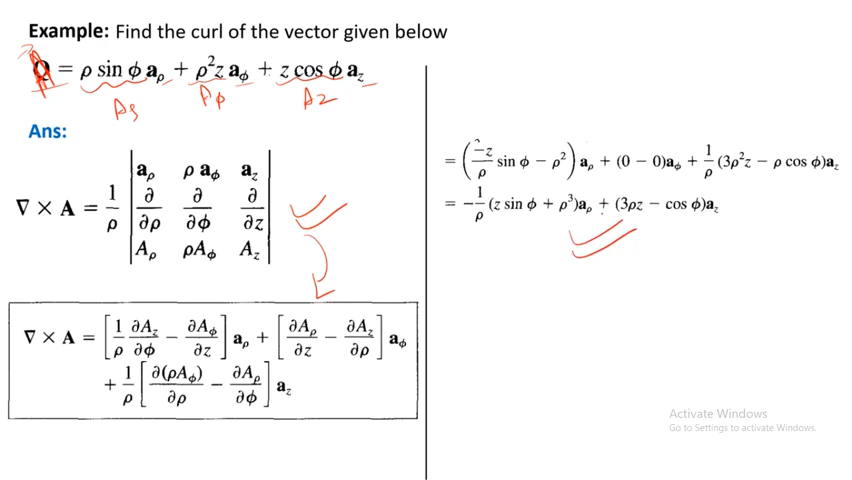 Example: Find the curl of the vector given below
= ρ sin ϕ a_ρ + ρ²z a_ϕ + z cos ϕ a_z
As Aϕ Az
Ans:
∇ × A = 1/ρ | a_ρ ρ a_ϕ a_z |
| ∂/∂ρ ∂/∂ϕ ∂/∂z |
| A_ρ ρA_ϕ A_z |
∇ × A = [1/ρ ∂A_z/∂ϕ − ∂A_ϕ/∂z] a_ρ + [∂A_ρ/∂z − ∂A_z/∂ρ] a_ϕ
+ 1/ρ [∂(ρA_ϕ)/∂ρ − ∂A_ρ/∂ϕ] a_z
= (−z/ρ sin ϕ − ρ²) a_ρ + (0 − 0)a_ϕ + 1/ρ (3ρ²z − ρ cos ϕ)a_z
= −1/ρ (z sin ϕ + ρ³)a_ρ + (3ρz − cos ϕ)a_z
Activate Windows
Go to Settings to activate Windows.